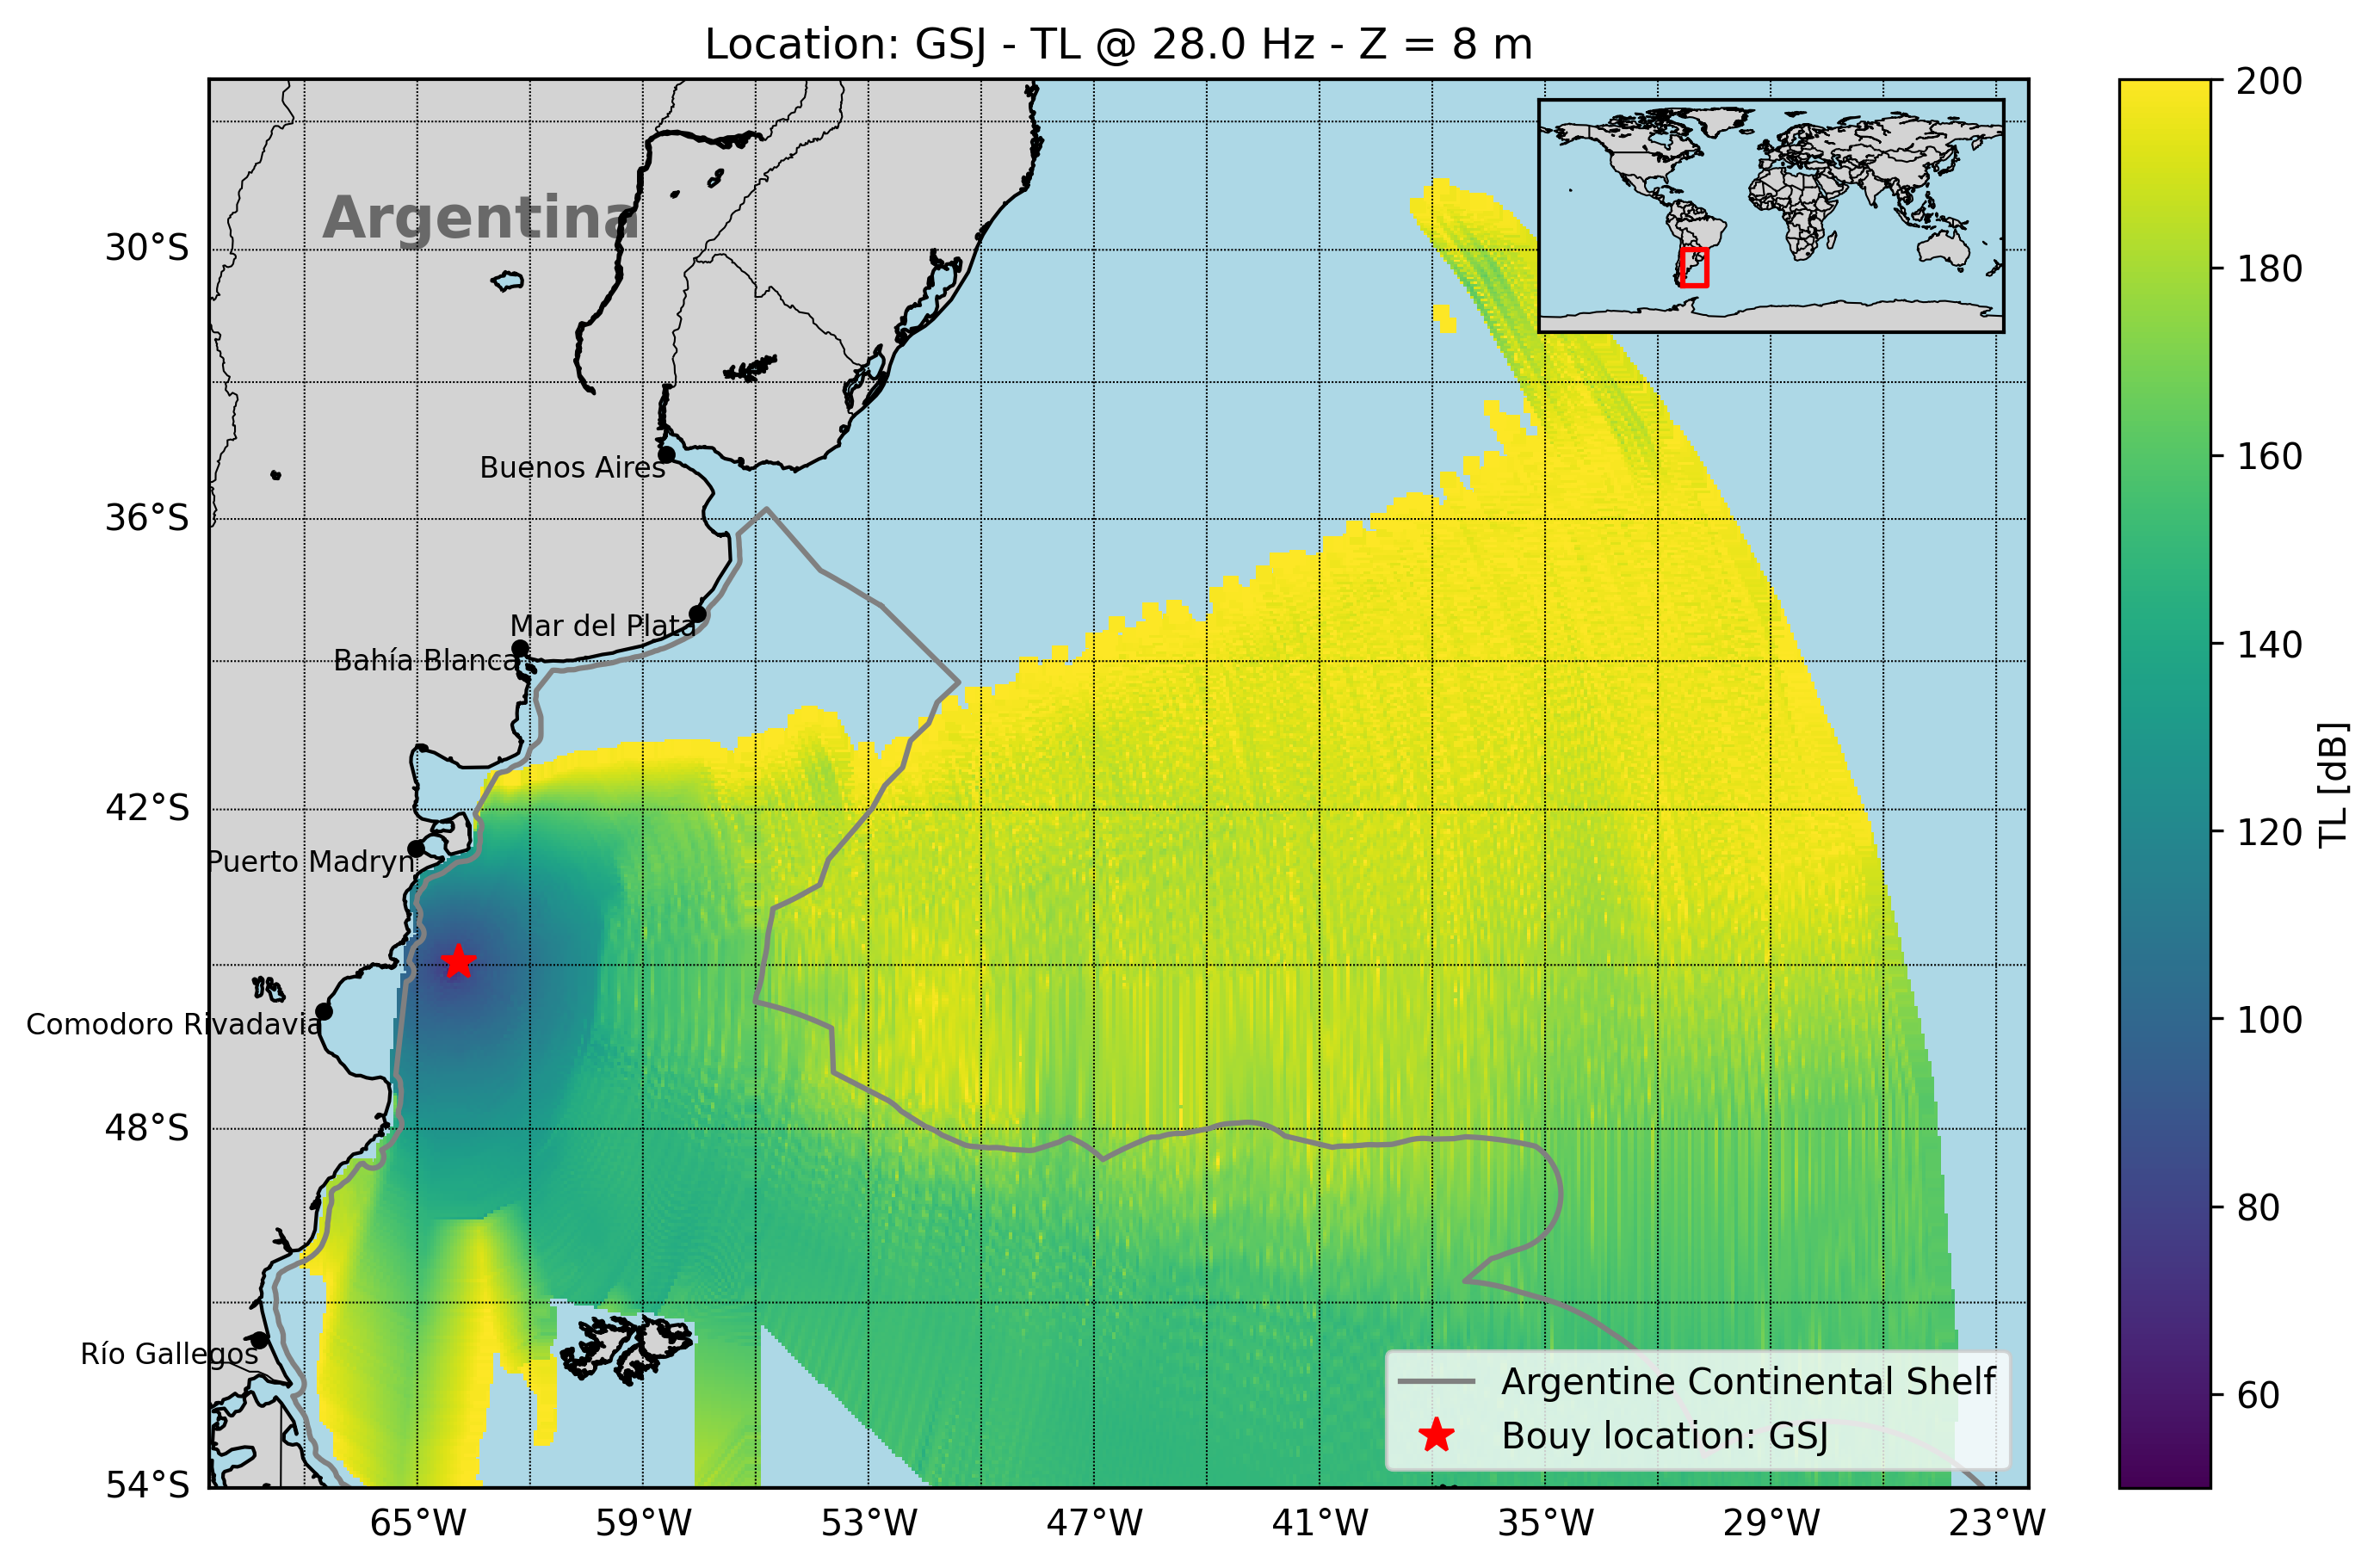 Location: GSJ - TL @ 28.0 Hz - Z = 8 m
Argentina
30°S
36°S
42°S
48°S
54°S
Buenos Aires
Mar del Plata
Bahía Blanca
Puerto Madryn
Comodoro Rivadavia
Río Gallegos
Argentine Continental Shelf
Bouy location: GSJ
65°W
59°W
53°W
47°W
41°W
35°W
29°W
23°W
200
180
160
140
120
100
80
60
TL [dB]